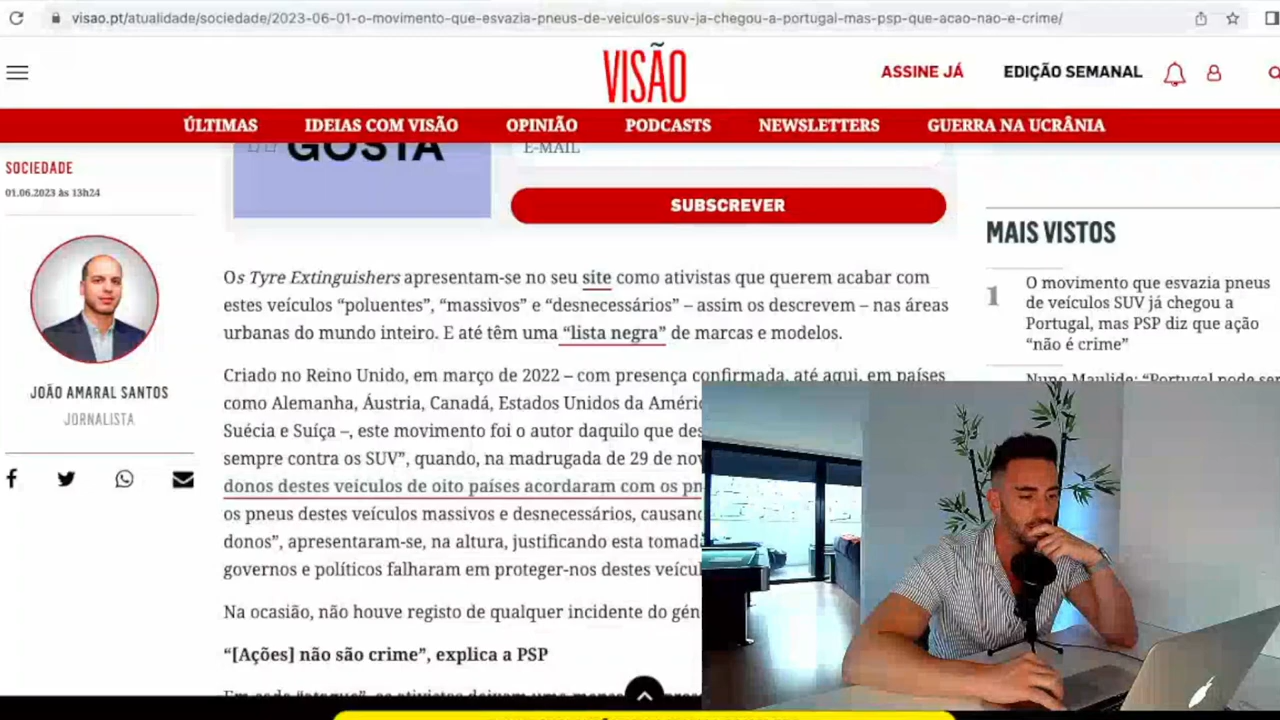 visao.pt/atualidade/sociedade/2023-06-01-o-movimento-que-esvazia-pneus-de-veiculos-suv-ja-chegou-a-portugal-mas-psp-que-acao-nao-e-crime/
VISÃO
ASSINE JÁ
EDIÇÃO SEMANAL
ÚLTIMAS
IDEIAS COM VISÃO
OPINIÃO
PODCASTS
NEWSLETTERS
GUERRA NA UCRÂNIA
GOSTA
E-MAIL
SUBSCREVER
SOCIEDADE
01.06.2023 às 13h24
JOÃO AMARAL SANTOS
JORNALISTA
Os Tyre Extinguishers apresentam-se no seu site como ativistas que querem acabar com
estes veículos “poluentes”, “massivos” e “desnecessários” – assim os descrevem – nas áreas
urbanas do mundo inteiro. E até têm uma “lista negra” de marcas e modelos.
Criado no Reino Unido, em março de 2022 – com presença confirmada, até aqui, em países
como Alemanha, Áustria, Canadá, Estados Unidos da Améric
Suécia e Suíça –, este movimento foi o autor daquilo que des
sempre contra os SUV”, quando, na madrugada de 29 de nov
donos destes veículos de oito países acordaram com os pn
os pneus destes veículos massivos e desnecessários, causand
donos”, apresentaram-se, na altura, justificando esta tomad
governos e políticos falharam em proteger-nos destes veícul
Na ocasião, não houve registo de qualquer incidente do gén
“[Ações] não são crime”, explica a PSP
MAIS VISTOS
1
O movimento que esvazia pneus
de veículos SUV já chegou a
Portugal, mas PSP diz que ação
“não é crime”